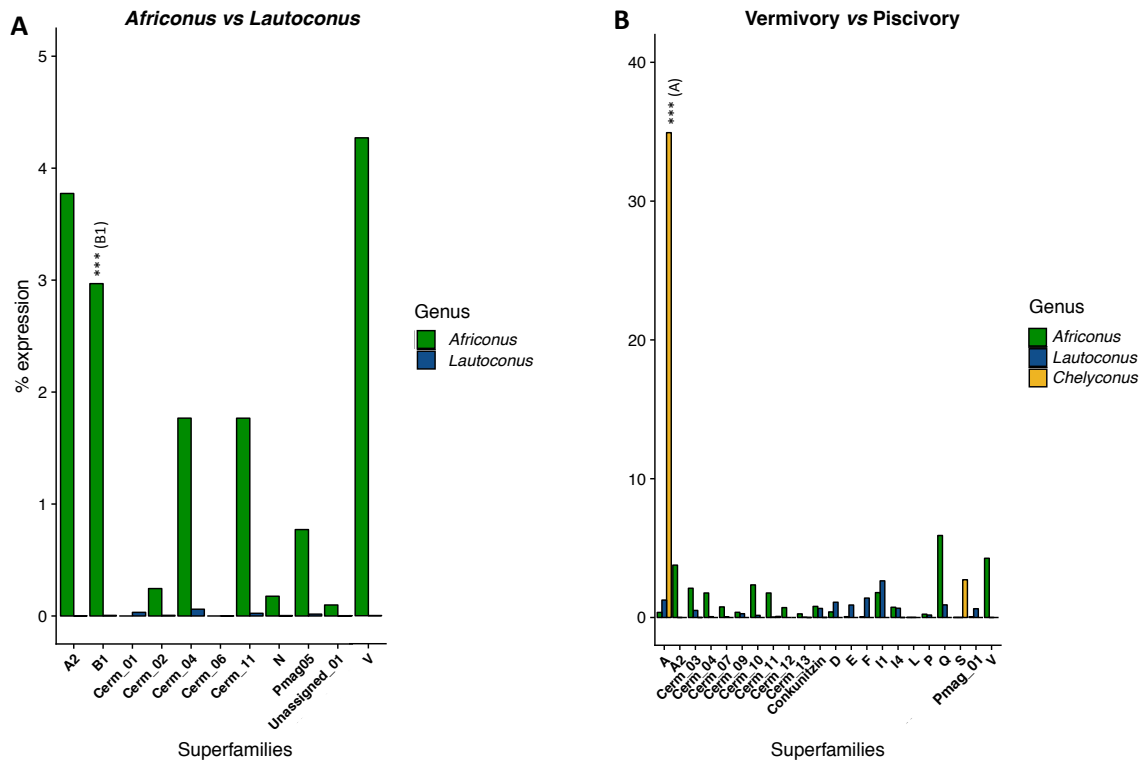 A
Africonus vs Lautoconus
5
4
3
2
1
0
% expression
*** (B1)
A2
B1
Cerm_01
Cerm_02
Cerm_04
Cerm_06
Cerm_11
N
Pmag05
Unassigned_01
V
Superfamilies
Genus
Africonus
Lautoconus
B
Vermivory vs Piscivory
40
30
20
10
0
*** (A)
A
A2
Cerm_03
Cerm_04
Cerm_07
Cerm_09
Cerm_10
Cerm_11
Cerm_12
Cerm_13
Conkunitzin
D
E
F
I1
I4
L
P
Q
S
Pmag_01
V
Superfamilies
Genus
Africonus
Lautoconus
Chelyconus